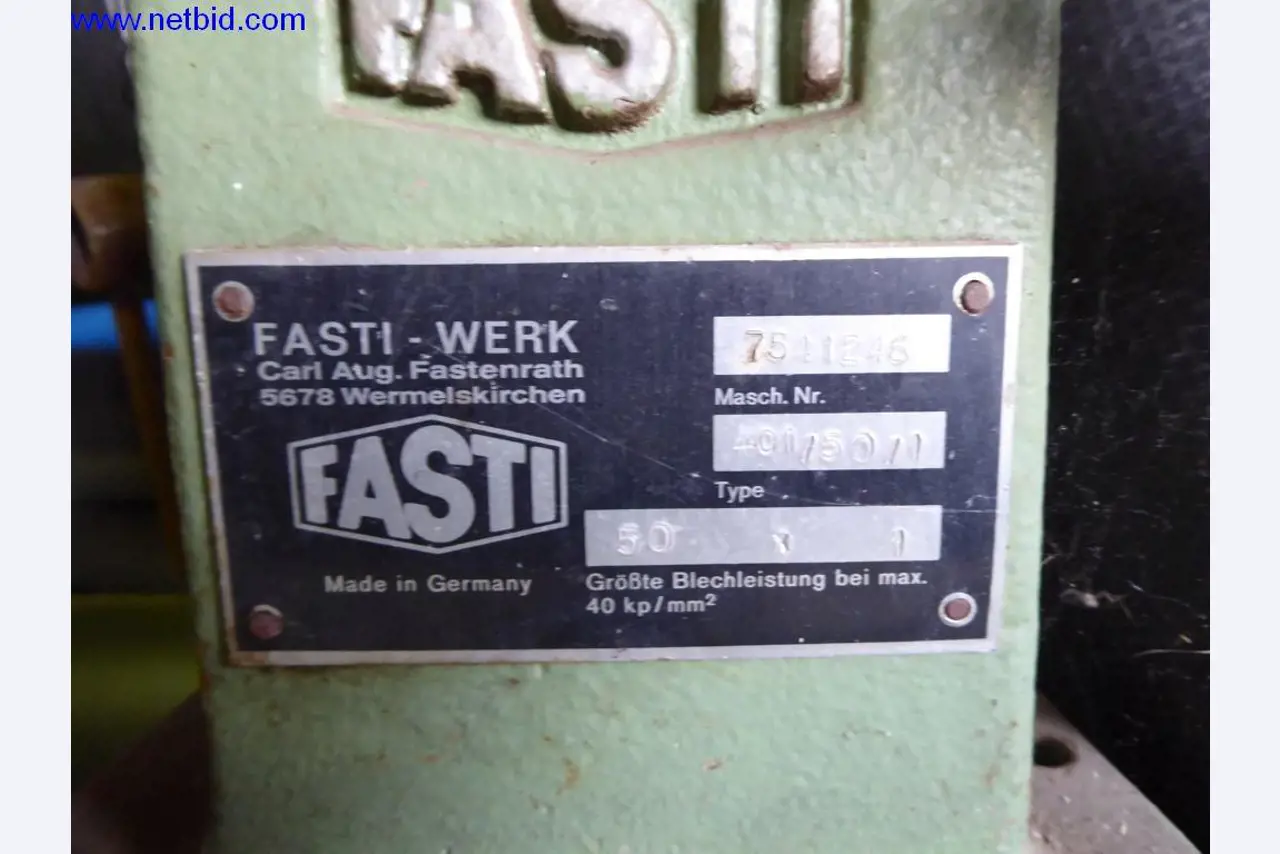 www.netbid.com
FASTI
FASTI - WERK
Carl Aug. Fastenrath
5678 Wermelskirchen
FASTI
Made in Germany
7511246
Masch. Nr.
401/50/1
Type
50 x 1
Größte Blechleistung bei max.
40 kp/mm²